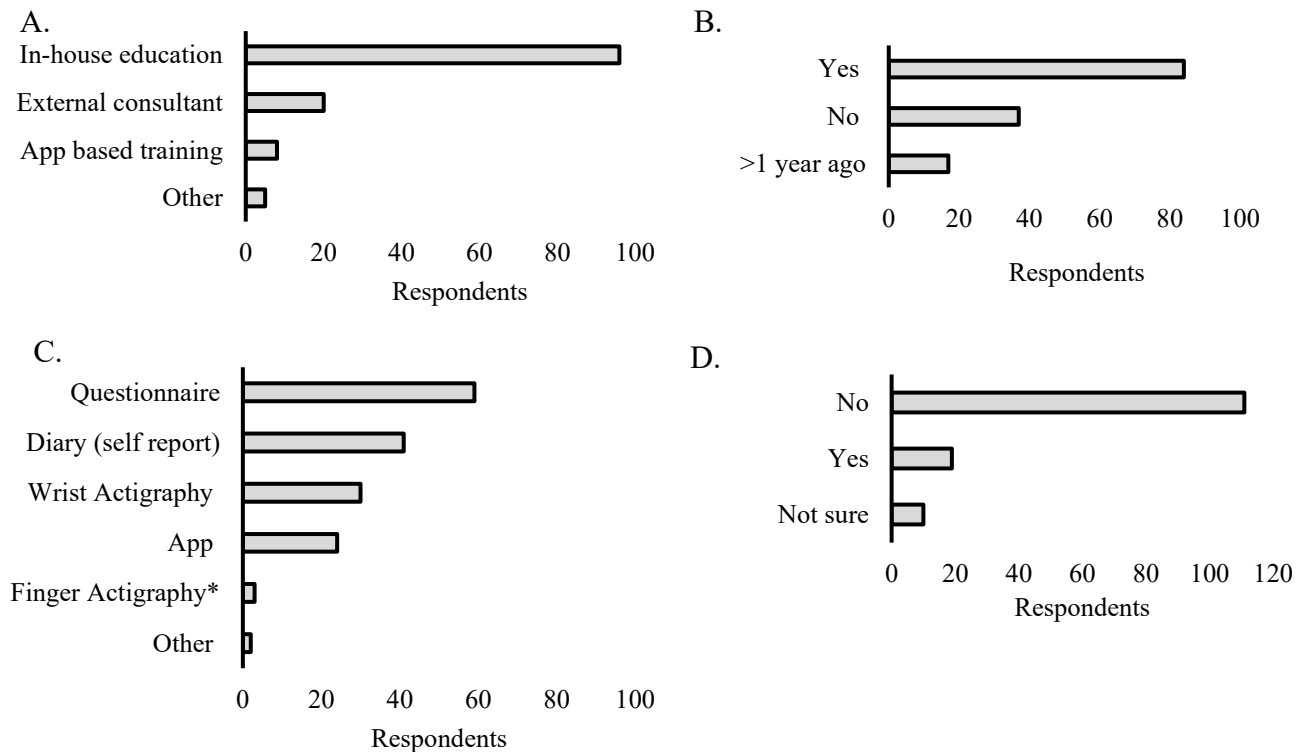 A.
In-house education
External consultant
App based training
Other
0 20 40 60 80 100
Respondents
B.
Yes
No
>1 year ago
0 20 40 60 80 100
Respondents
C.
Questionnaire
Diary (self report)
Wrist Actigraphy
App
Finger Actigraphy*
Other
0 20 40 60 80 100
Respondents
D.
No
Yes
Not sure
0 20 40 60 80 100 120
Respondents